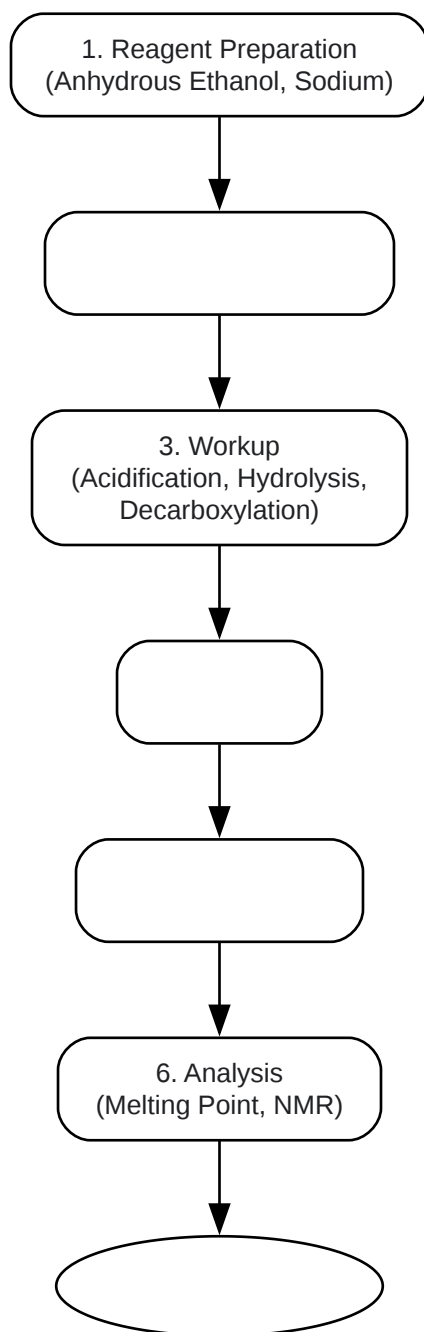 1. Reagent Preparation
(Anhydrous Ethanol, Sodium)
3. Workup
(Acidification, Hydrolysis,
Decarboxylation)
6. Analysis
(Melting Point, NMR)